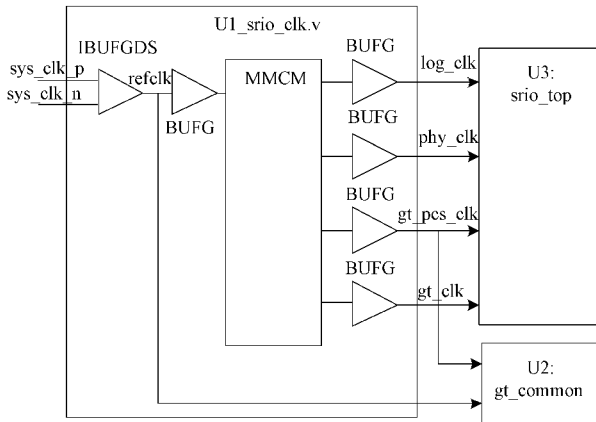 U1_srio_clk.v
IBUFGDS
sys_clk_p
sys_clk_n
refclk
BUFG
MMCM
BUFG
log_clk
BUFG
phy_clk
BUFG
gt_pcs_clk
BUFG
gt_clk
U3:
srio_top
U2:
gt_common